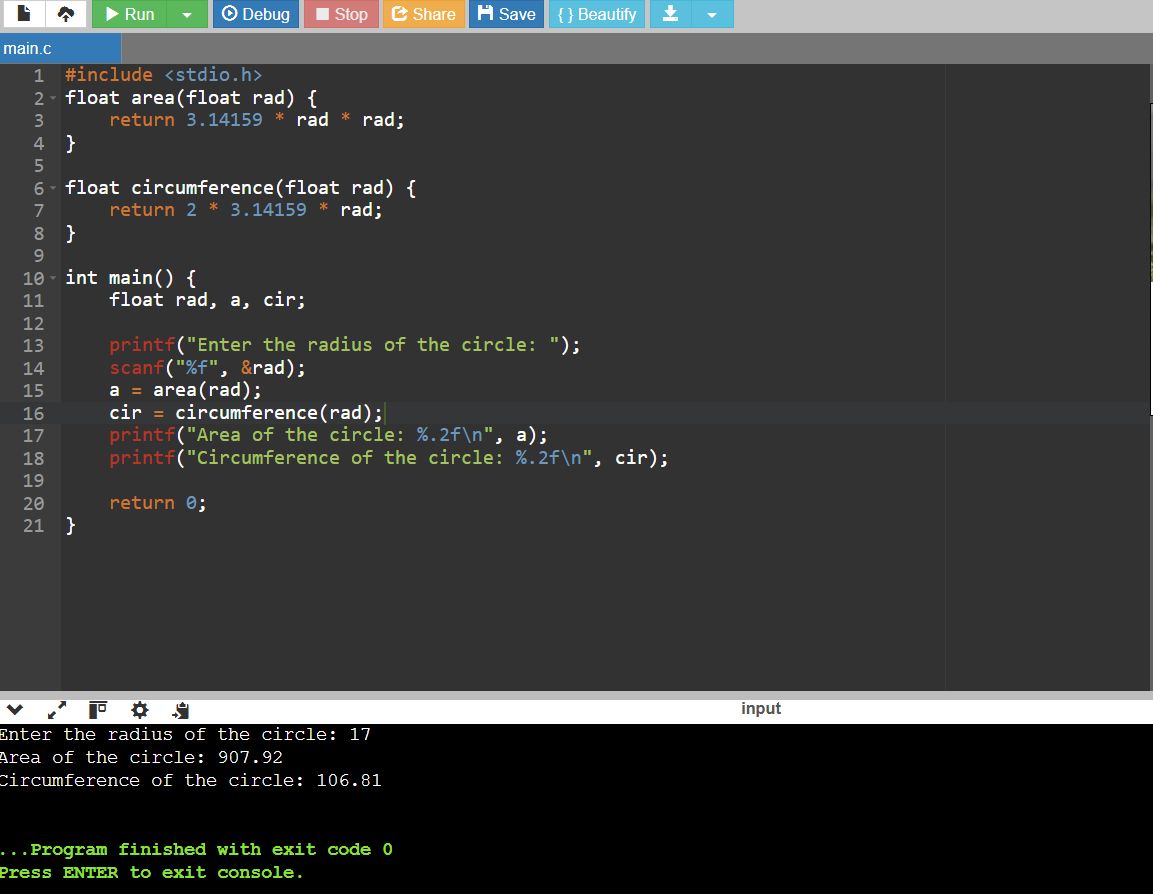 Run Debug Stop Share Save { } Beautify
main.c
1 #include <stdio.h>
2 float area(float rad) {
3     return 3.14159 * rad * rad;
4 }
5
6 float circumference(float rad) {
7     return 2 * 3.14159 * rad;
8 }
9
10 int main() {
11     float rad, a, cir;
12
13     printf("Enter the radius of the circle: ");
14     scanf("%f", &rad);
15     a = area(rad);
16     cir = circumference(rad);
17     printf("Area of the circle: %.2f\n", a);
18     printf("Circumference of the circle: %.2f\n", cir);
19
20     return 0;
21 }
input
Enter the radius of the circle: 17
Area of the circle: 907.92
Circumference of the circle: 106.81
...Program finished with exit code 0
Press ENTER to exit console.